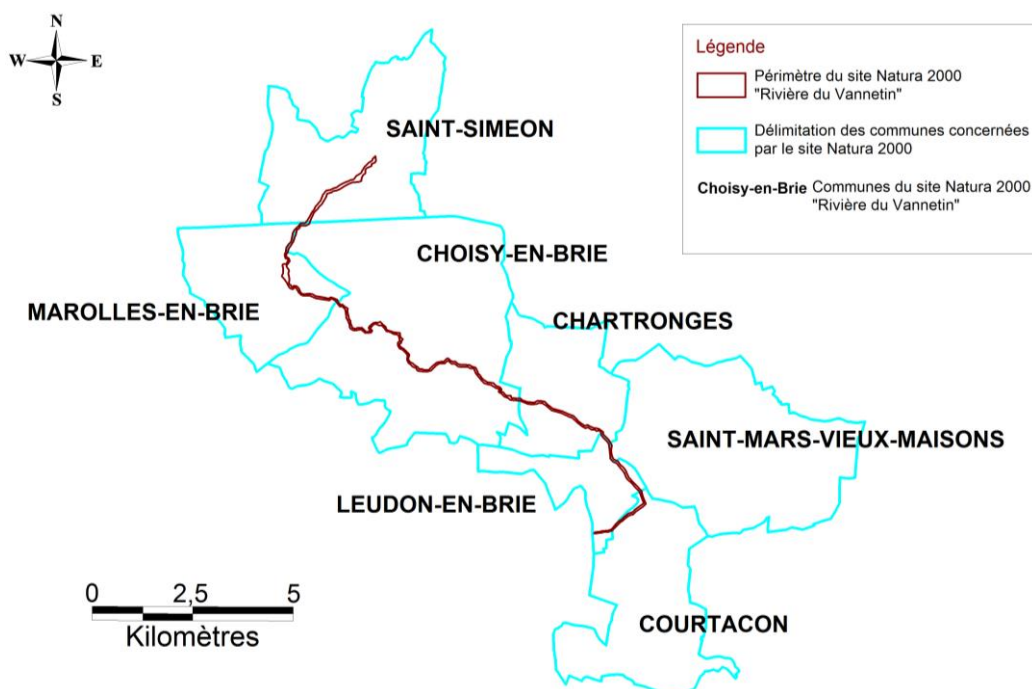 N
W E
S
Légende
Périmètre du site Natura 2000
"Rivière du Vannetin"
Délimitation des communes concernées
par le site Natura 2000
Choisy-en-Brie Communes du site Natura 2000
"Rivière du Vannetin"
SAINT-SIMEON
CHOISY-EN-BRIE
MAROLLES-EN-BRIE
CHARTRONGES
SAINT-MARS-VIEUX-MAISONS
LEUDON-EN-BRIE
COURTACON
0 2,5 5
Kilomètres